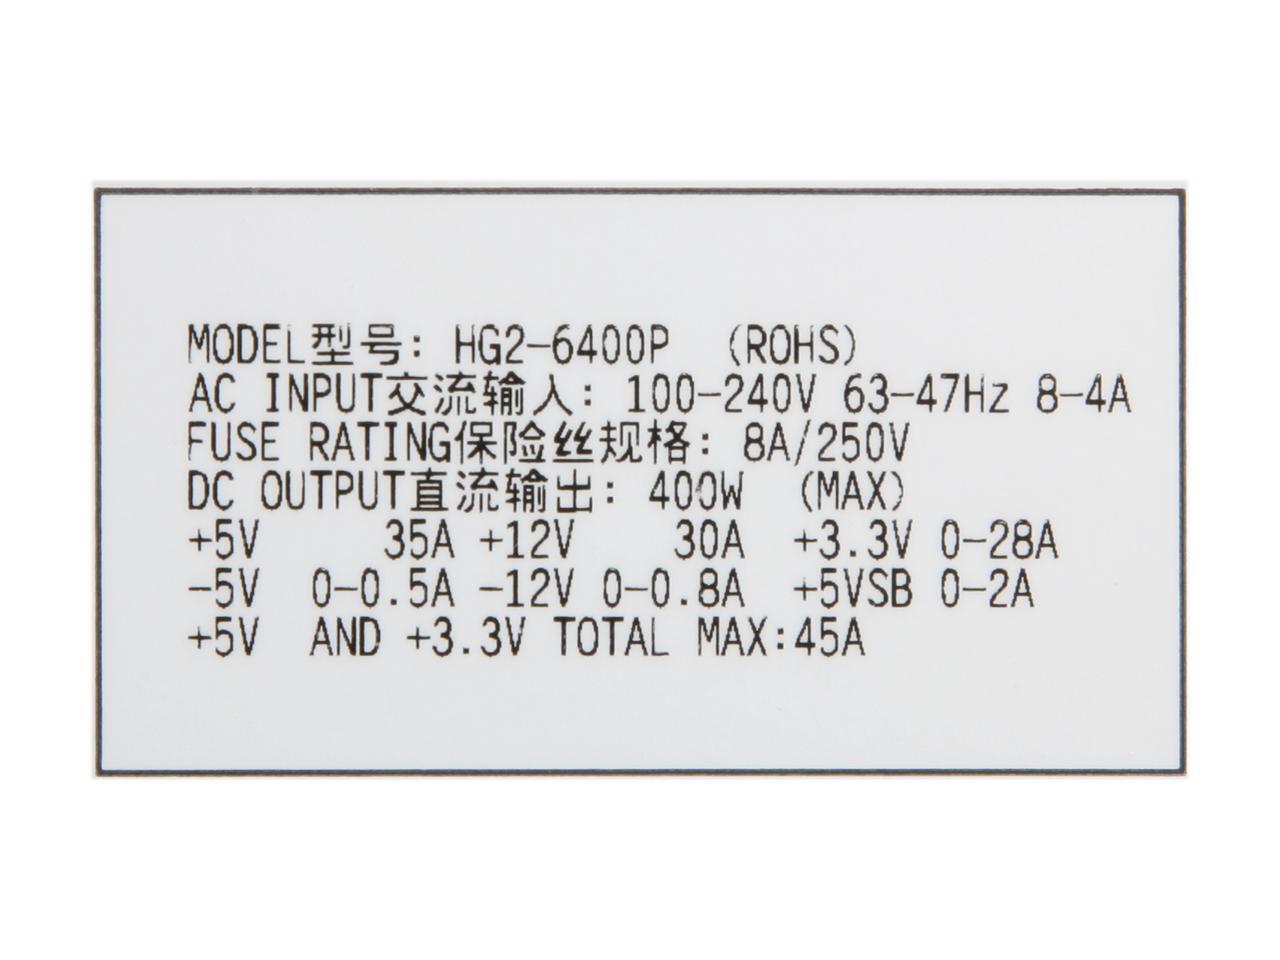 MODEL型号: HG2-6400P (ROHS)
AC INPUT交流输入: 100-240V 63-47Hz 8-4A
FUSE RATING保险丝规格: 8A/250V
DC OUTPUT直流输出: 400W (MAX)
+5V 35A +12V 30A +3.3V 0-28A
-5V 0-0.5A -12V 0-0.8A +5VSB 0-2A
+5V AND +3.3V TOTAL MAX:45A